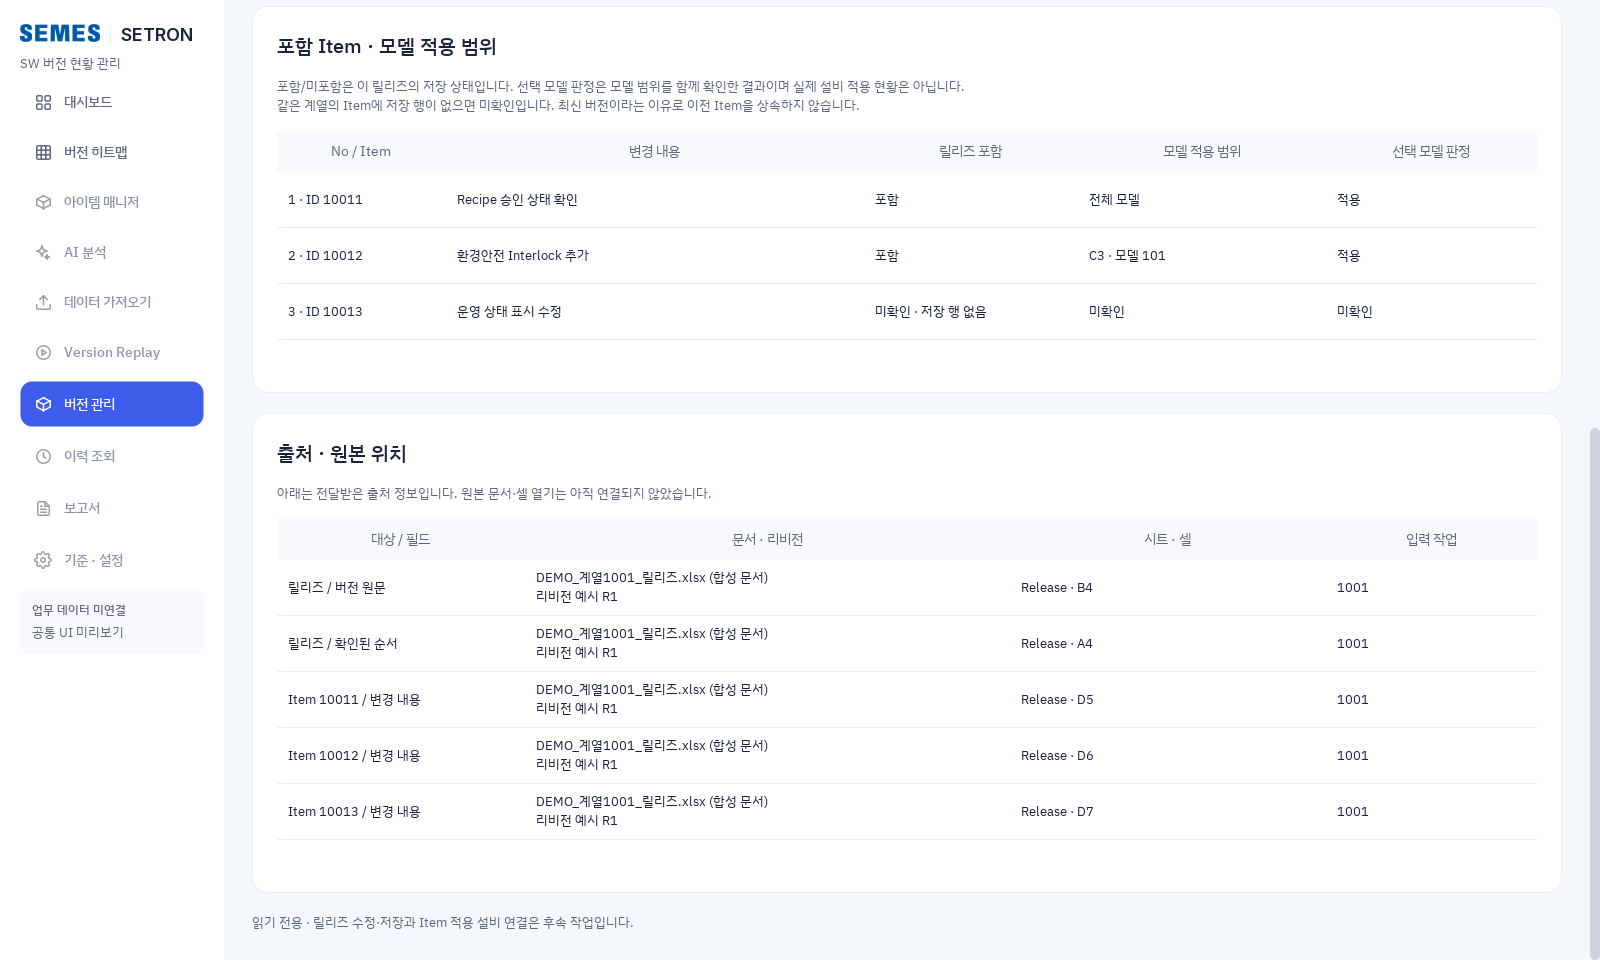 SEMES SETRON
SW 버전 현황 관리
대시보드
버전 히트맵
아이템 매니저
AI 분석
데이터 가져오기
Version Replay
버전 관리
이력 조회
보고서
기준 · 설정
업무 데이터 미연결
공통 UI 미리보기
포함 Item · 모델 적용 범위
포함/미포함은 이 릴리즈의 저장 상태입니다. 선택 모델 판정은 모델 범위를 함께 확인한 결과이며 실제 설비 적용 현황은 아닙니다.
같은 계열의 Item에 저장 행이 없으면 미확인입니다. 최신 버전이라는 이유로 이전 Item을 상속하지 않습니다.
No / Item 변경 내용 릴리즈 포함 모델 적용 범위 선택 모델 판정
1 · ID 10011 Recipe 승인 상태 확인 포함 전체 모델 적용
2 · ID 10012 환경안전 Interlock 추가 포함 C3 · 모델 101 적용
3 · ID 10013 운영 상태 표시 수정 미확인 · 저장 행 없음 미확인 미확인
출처 · 원본 위치
아래는 전달받은 출처 정보입니다. 원본 문서·셀 열기는 아직 연결되지 않았습니다.
대상 / 필드 문서 · 리비전 시트 · 셀 입력 작업
릴리즈 / 버전 원문 DEMO_계열1001_릴리즈.xlsx (합성 문서) Release · B4 1001
리비전 예시 R1
릴리즈 / 확인된 순서 DEMO_계열1001_릴리즈.xlsx (합성 문서) Release · A4 1001
리비전 예시 R1
Item 10011 / 변경 내용 DEMO_계열1001_릴리즈.xlsx (합성 문서) Release · D5 1001
리비전 예시 R1
Item 10012 / 변경 내용 DEMO_계열1001_릴리즈.xlsx (합성 문서) Release · D6 1001
리비전 예시 R1
Item 10013 / 변경 내용 DEMO_계열1001_릴리즈.xlsx (합성 문서) Release · D7 1001
리비전 예시 R1
읽기 전용 · 릴리즈 수정·저장과 Item 적용 설비 연결은 후속 작업입니다.